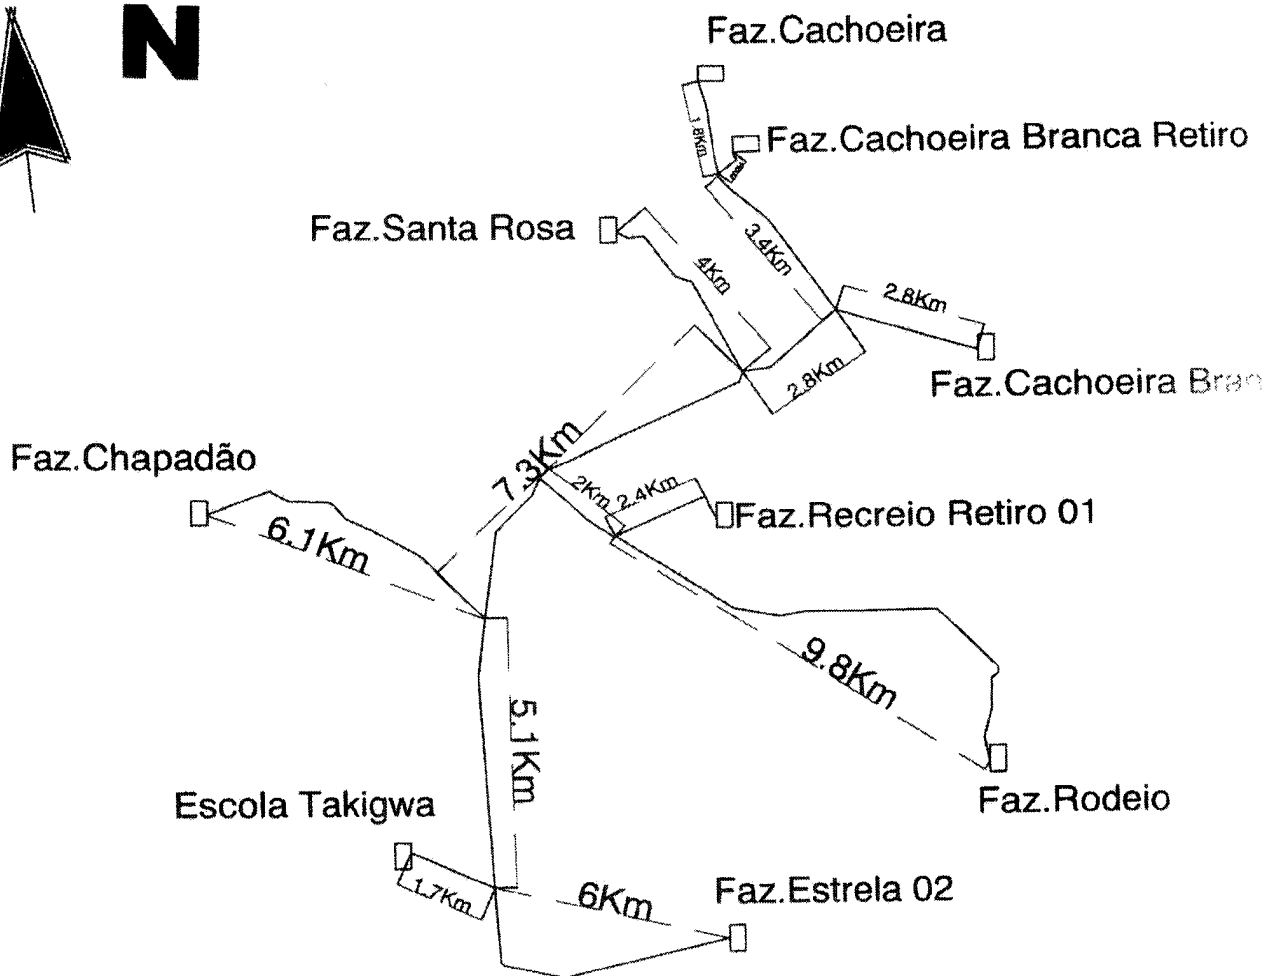 N
Faz.Cachoeira
1.8Km
Faz.Cachoeira Branca Retiro
Faz.Santa Rosa
3.4Km
4Km
2.8Km
2.8Km
Faz.Cachoeira Bran
7.3Km
Faz.Chapadão
2Km
2.4Km
Faz.Recreio Retiro 01
6.1Km
9.8Km
5.1Km
Faz.Rodeio
Escola Takigwa
1.7Km
6Km
Faz.Estrela 02